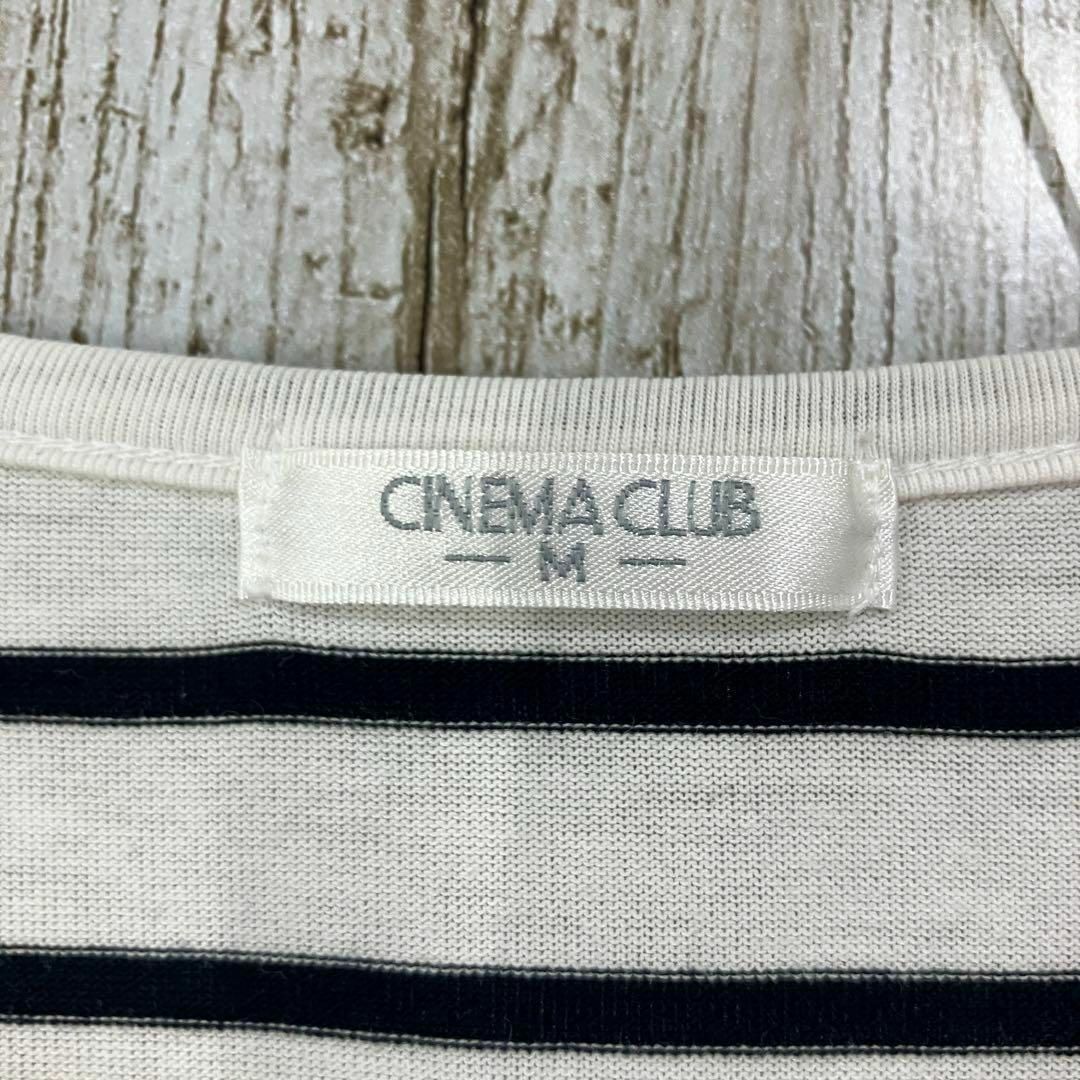 CINEMA CLUB
— M —